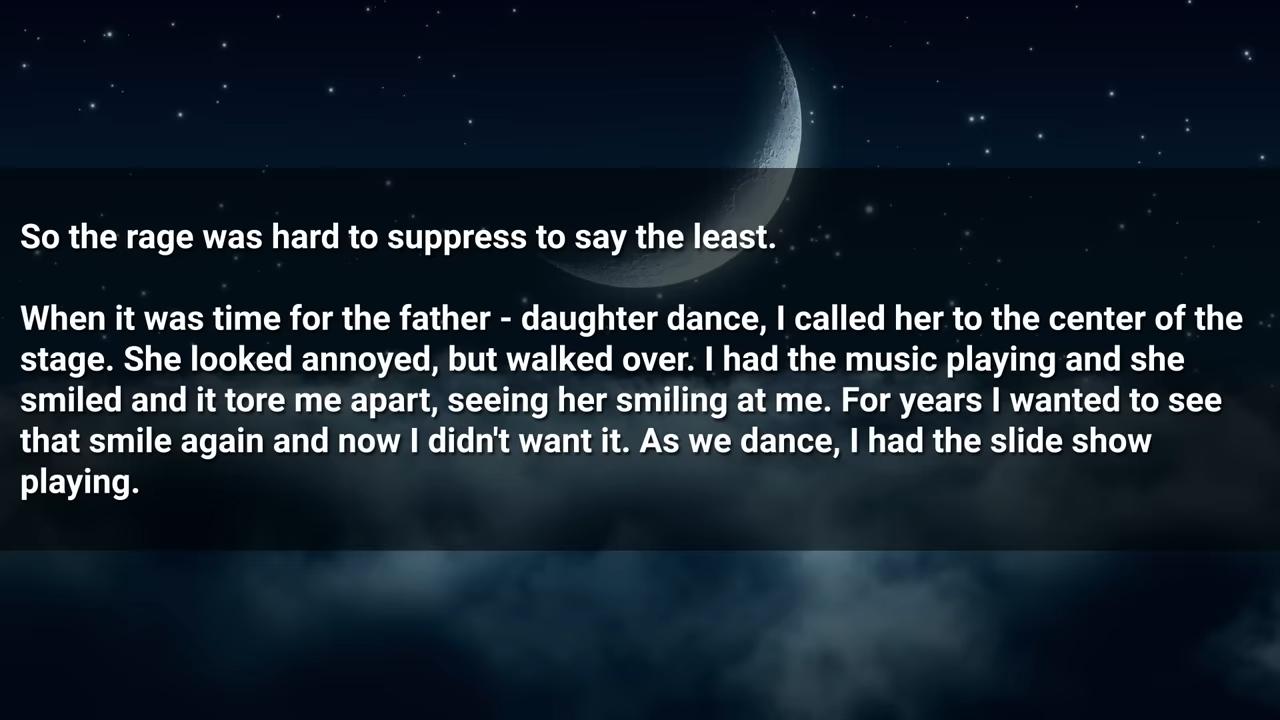 So the rage was hard to suppress to say the least.
When it was time for the father - daughter dance, I called her to the center of the
stage. She looked annoyed, but walked over. I had the music playing and she
smiled and it tore me apart, seeing her smiling at me. For years I wanted to see
that smile again and now I didn't want it. As we dance, I had the slide show
playing.